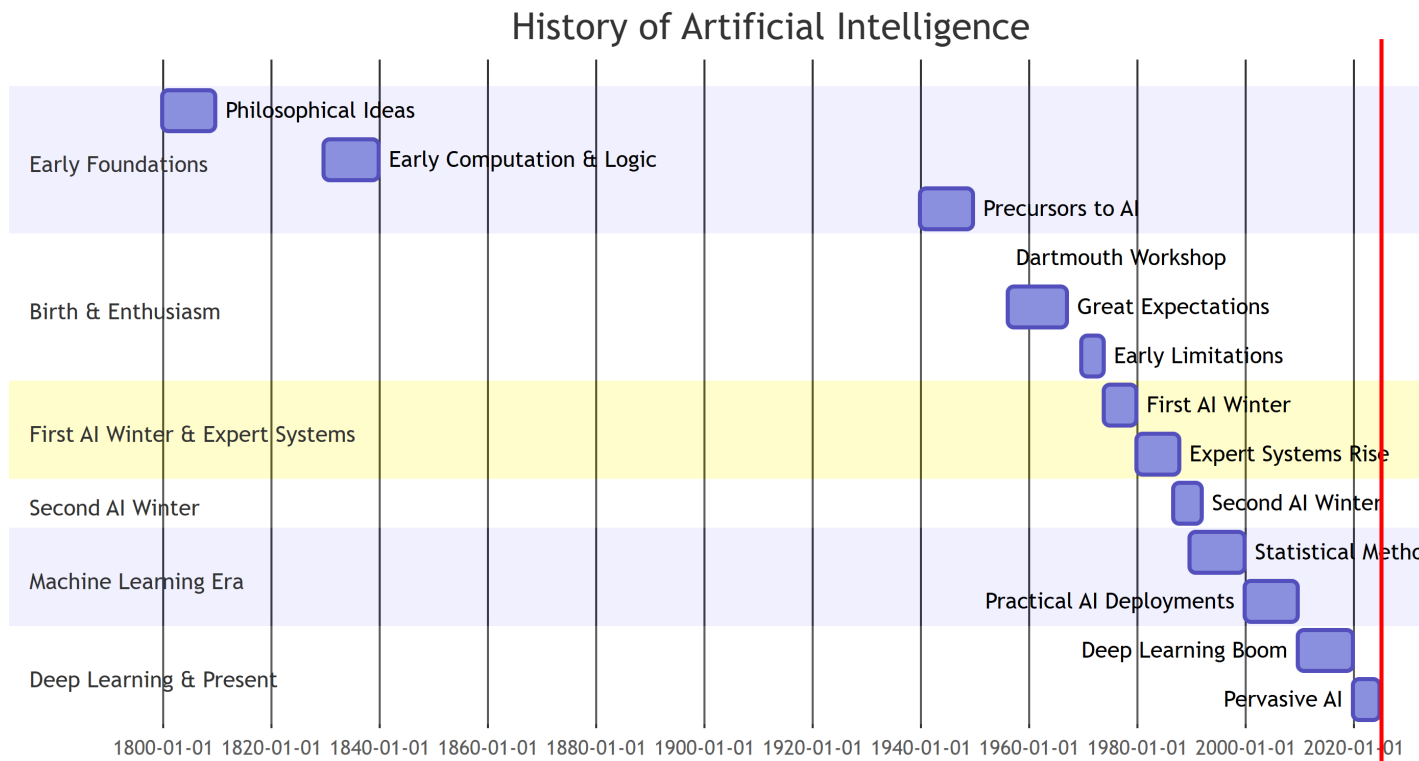 History of Artificial Intelligence
Early Foundations
Philosophical Ideas
Early Computation & Logic
Precursors to AI
Birth & Enthusiasm
Dartmouth Workshop
Great Expectations
Early Limitations
First AI Winter & Expert Systems
First AI Winter
Expert Systems Rise
Second AI Winter
Second AI Winter
Machine Learning Era
Statistical Metho
Practical AI Deployments
Deep Learning & Present
Deep Learning Boom
Pervasive AI
1800-01-01 1820-01-01 1840-01-01 1860-01-01 1880-01-01 1900-01-01 1920-01-01 1940-01-01 1960-01-01 1980-01-01 2000-01-01 2020-01-01